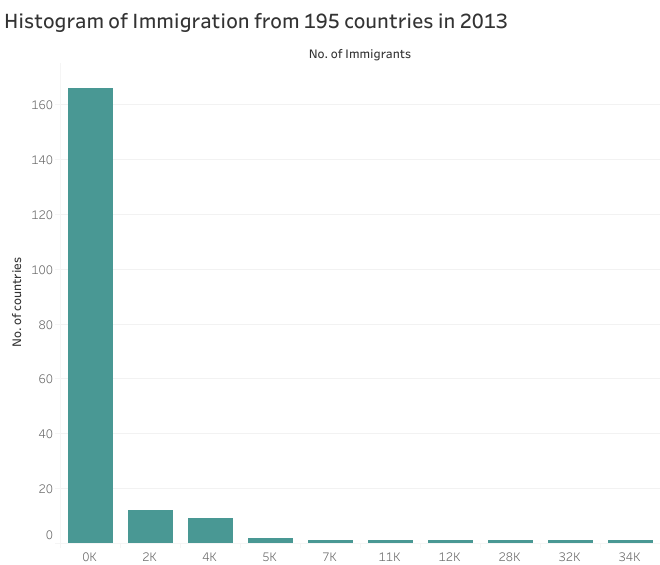 Histogram of Immigration from 195 countries in 2013
No. of Immigrants
No. of countries
160
140
120
100
80
60
40
20
0
0K 2K 4K 5K 7K 11K 12K 28K 32K 34K